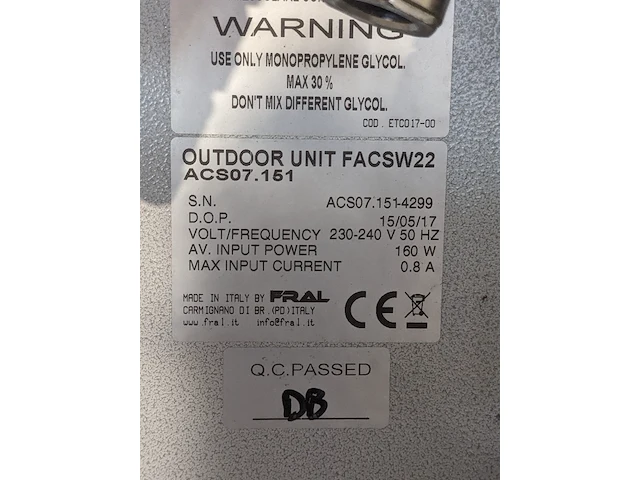 WARNING
USE ONLY MONOPROPYLENE GLYCOL.
MAX 30 %
DON'T MIX DIFFERENT GLYCOL.
COD. ETC017-00
OUTDOOR UNIT FACSW22
ACS07.151
S.N. ACS07.151-4299
D.O.P. 15/05/17
VOLT/FREQUENCY 230-240 V 50 HZ
AV. INPUT POWER 160 W
MAX INPUT CURRENT 0.8 A
MADE IN ITALY BY FRAL
CARMIGNANO DI BR.(PD)ITALY
www.fral.it info@fral.it
CE
Q.C.PASSED
DB